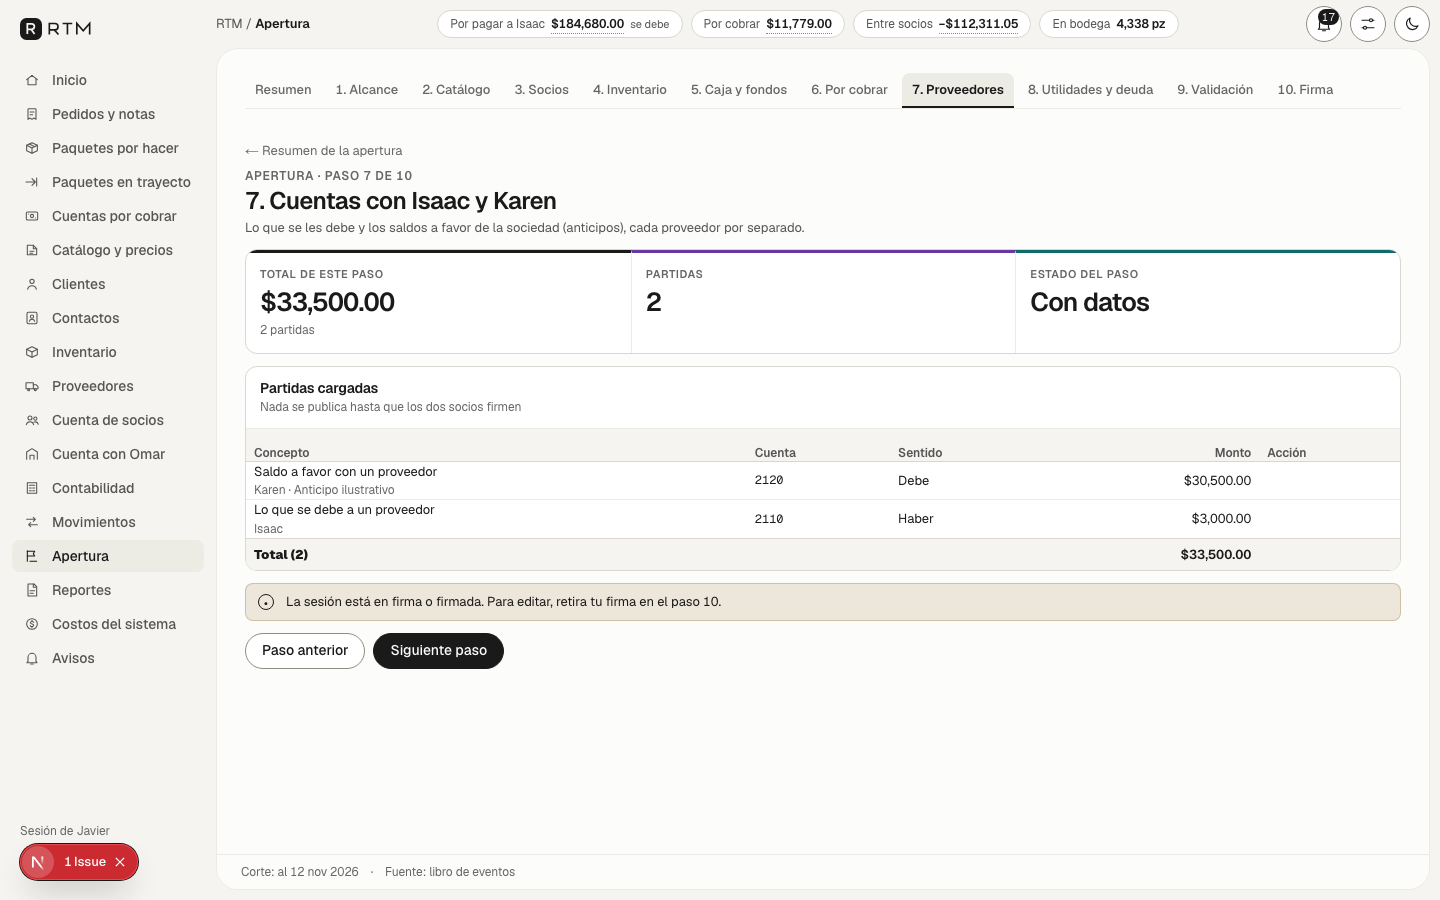 R RTM
RTM / Apertura
Por pagar a Isaac $184,680.00 se debe
Por cobrar $11,779.00
Entre socios −$112,311.05
En bodega 4,338 pz
17
Inicio
Pedidos y notas
Paquetes por hacer
Paquetes en trayecto
Cuentas por cobrar
Catálogo y precios
Clientes
Contactos
Inventario
Proveedores
Cuenta de socios
Cuenta con Omar
Contabilidad
Movimientos
Apertura
Reportes
Costos del sistema
Avisos
Sesión de Javier
N 1 Issue
Resumen
1. Alcance
2. Catálogo
3. Socios
4. Inventario
5. Caja y fondos
6. Por cobrar
7. Proveedores
8. Utilidades y deuda
9. Validación
10. Firma
← Resumen de la apertura
APERTURA · PASO 7 DE 10
7. Cuentas con Isaac y Karen
Lo que se les debe y los saldos a favor de la sociedad (anticipos), cada proveedor por separado.
TOTAL DE ESTE PASO
$33,500.00
2 partidas
PARTIDAS
2
ESTADO DEL PASO
Con datos
Partidas cargadas
Nada se publica hasta que los dos socios firmen
Concepto Cuenta Sentido Monto Acción
Saldo a favor con un proveedor 2120 Debe $30,500.00
Karen · Anticipo ilustrativo
Lo que se debe a un proveedor 2110 Haber $3,000.00
Isaac
Total (2) $33,500.00
La sesión está en firma o firmada. Para editar, retira tu firma en el paso 10.
Paso anterior
Siguiente paso
Corte: al 12 nov 2026 · Fuente: libro de eventos